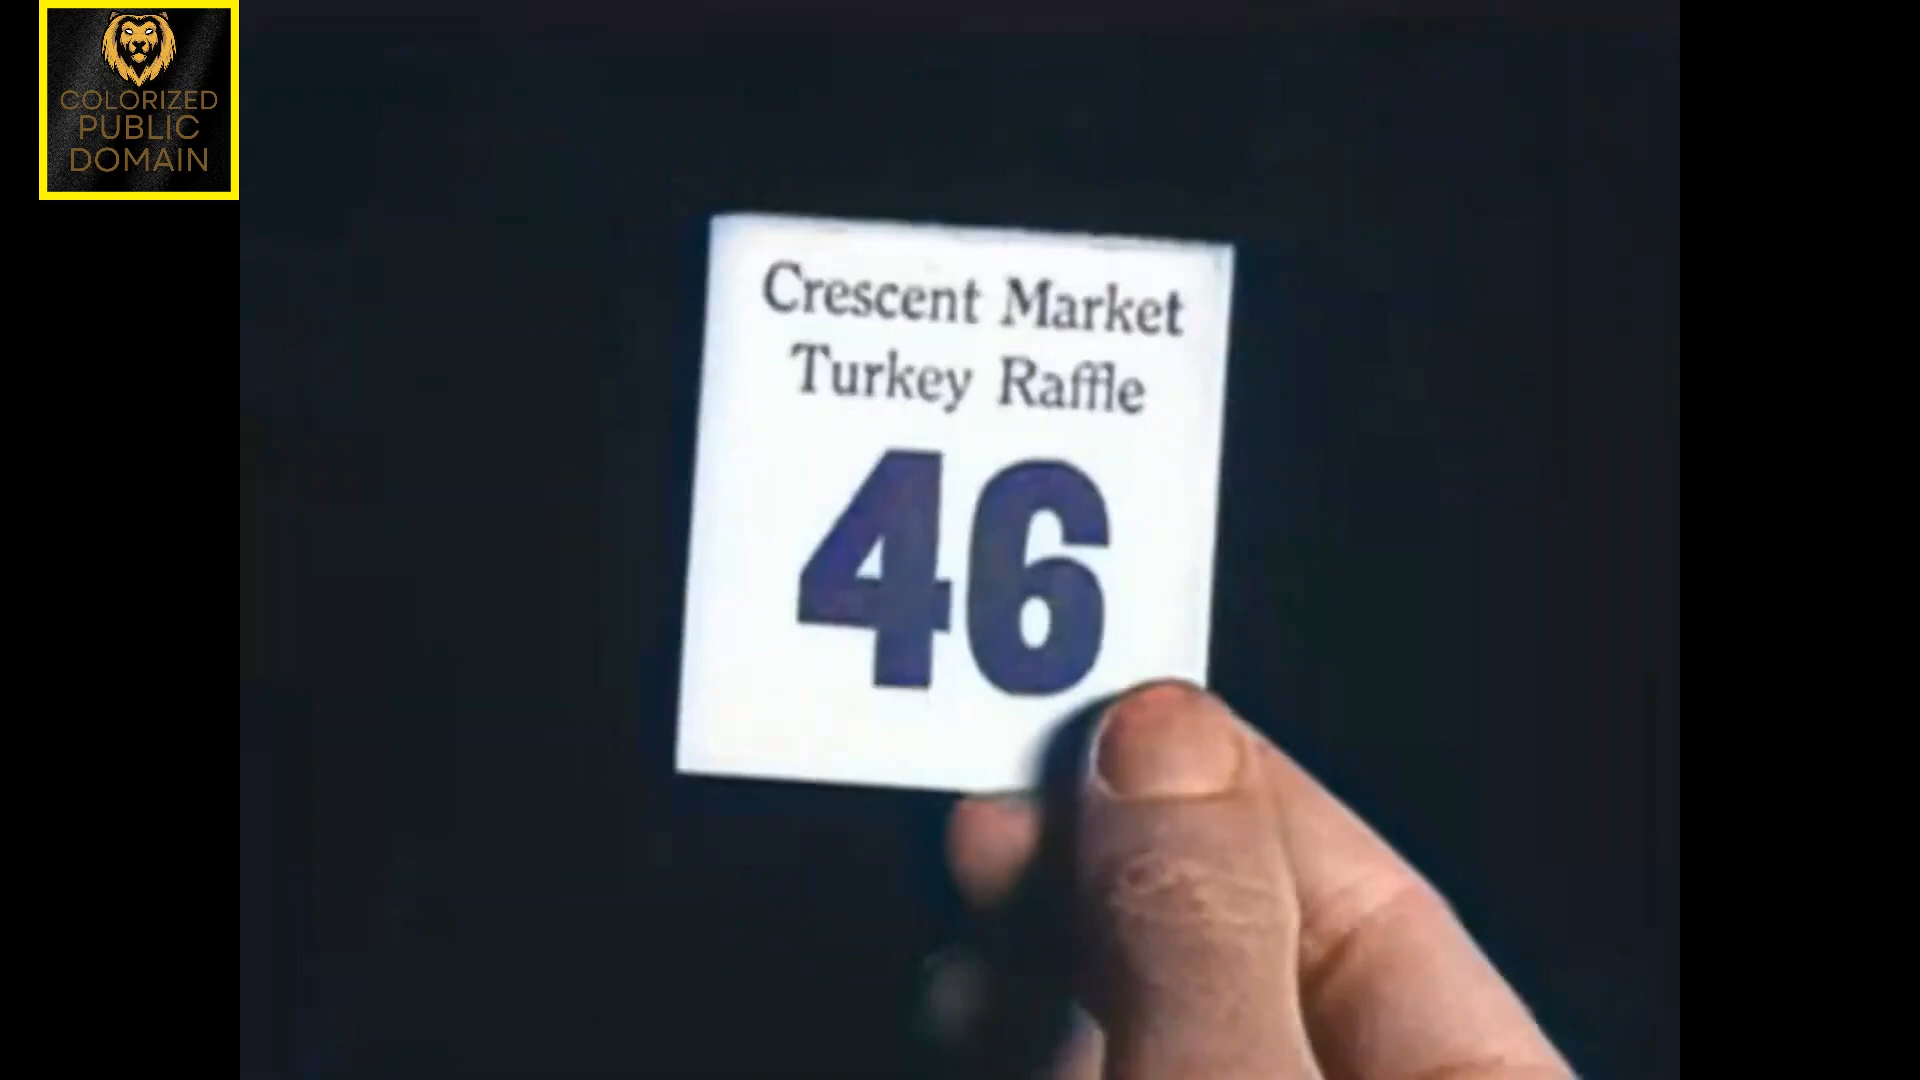 COLORIZED
PUBLIC
DOMAIN
Crescent Market
Turkey Raffle
46